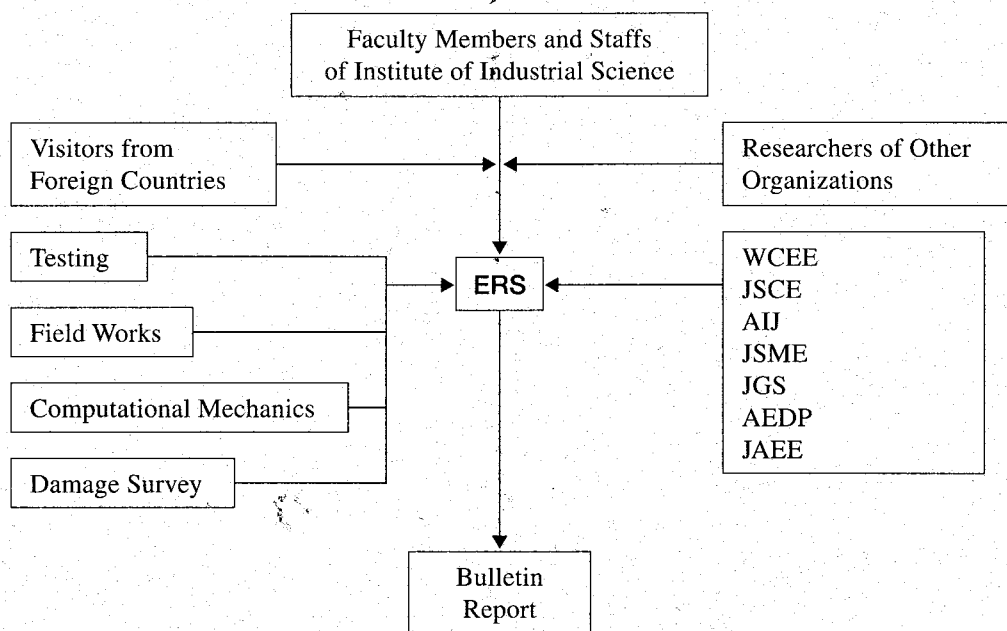 Faculty Members and Staffs
of Institute of Industrial Science
Visitors from
Foreign Countries
Researchers of Other
Organizations
Testing
Field Works
Computational Mechanics
Damage Survey
ERS
WCEE
JSCE
AIJ
JSME
JGS
AEDP
JAEE
Bulletin
Report